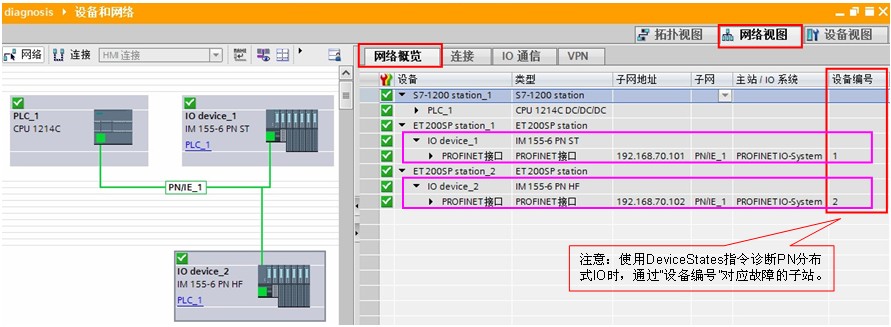 diagnosis ▸ 设备和网络
拓扑视图 网络视图 设备视图
网络 连接 HMI 连接
网络概览 连接 IO 通信 VPN
PLC_1
CPU 1214C
IO device_1
IM 155-6 PN ST
PLC_1
PN/IE_1
IO device_2
IM 155-6 PN HF
PLC_1
设备 类型 子网地址 子网 主站 / IO 系统 设备编号
S7-1200 station_1 S7-1200 station
PLC_1 CPU 1214C DC/DC/DC
ET 200SP station_1 ET 200SP station
IO device_1 IM 155-6 PN ST
PROFINET接口 PROFINET接口 192.168.70.101 PN/IE_1 PROFINET IO-System 1
ET 200SP station_2 ET 200SP station
IO device_2 IM 155-6 PN HF
PROFINET接口 PROFINET接口 192.168.70.102 PN/IE_1 PROFINET IO-System 2
注意：使用DeviceStates指令诊断PN分布
式IO时，通过"设备编号"对应故障的子站。